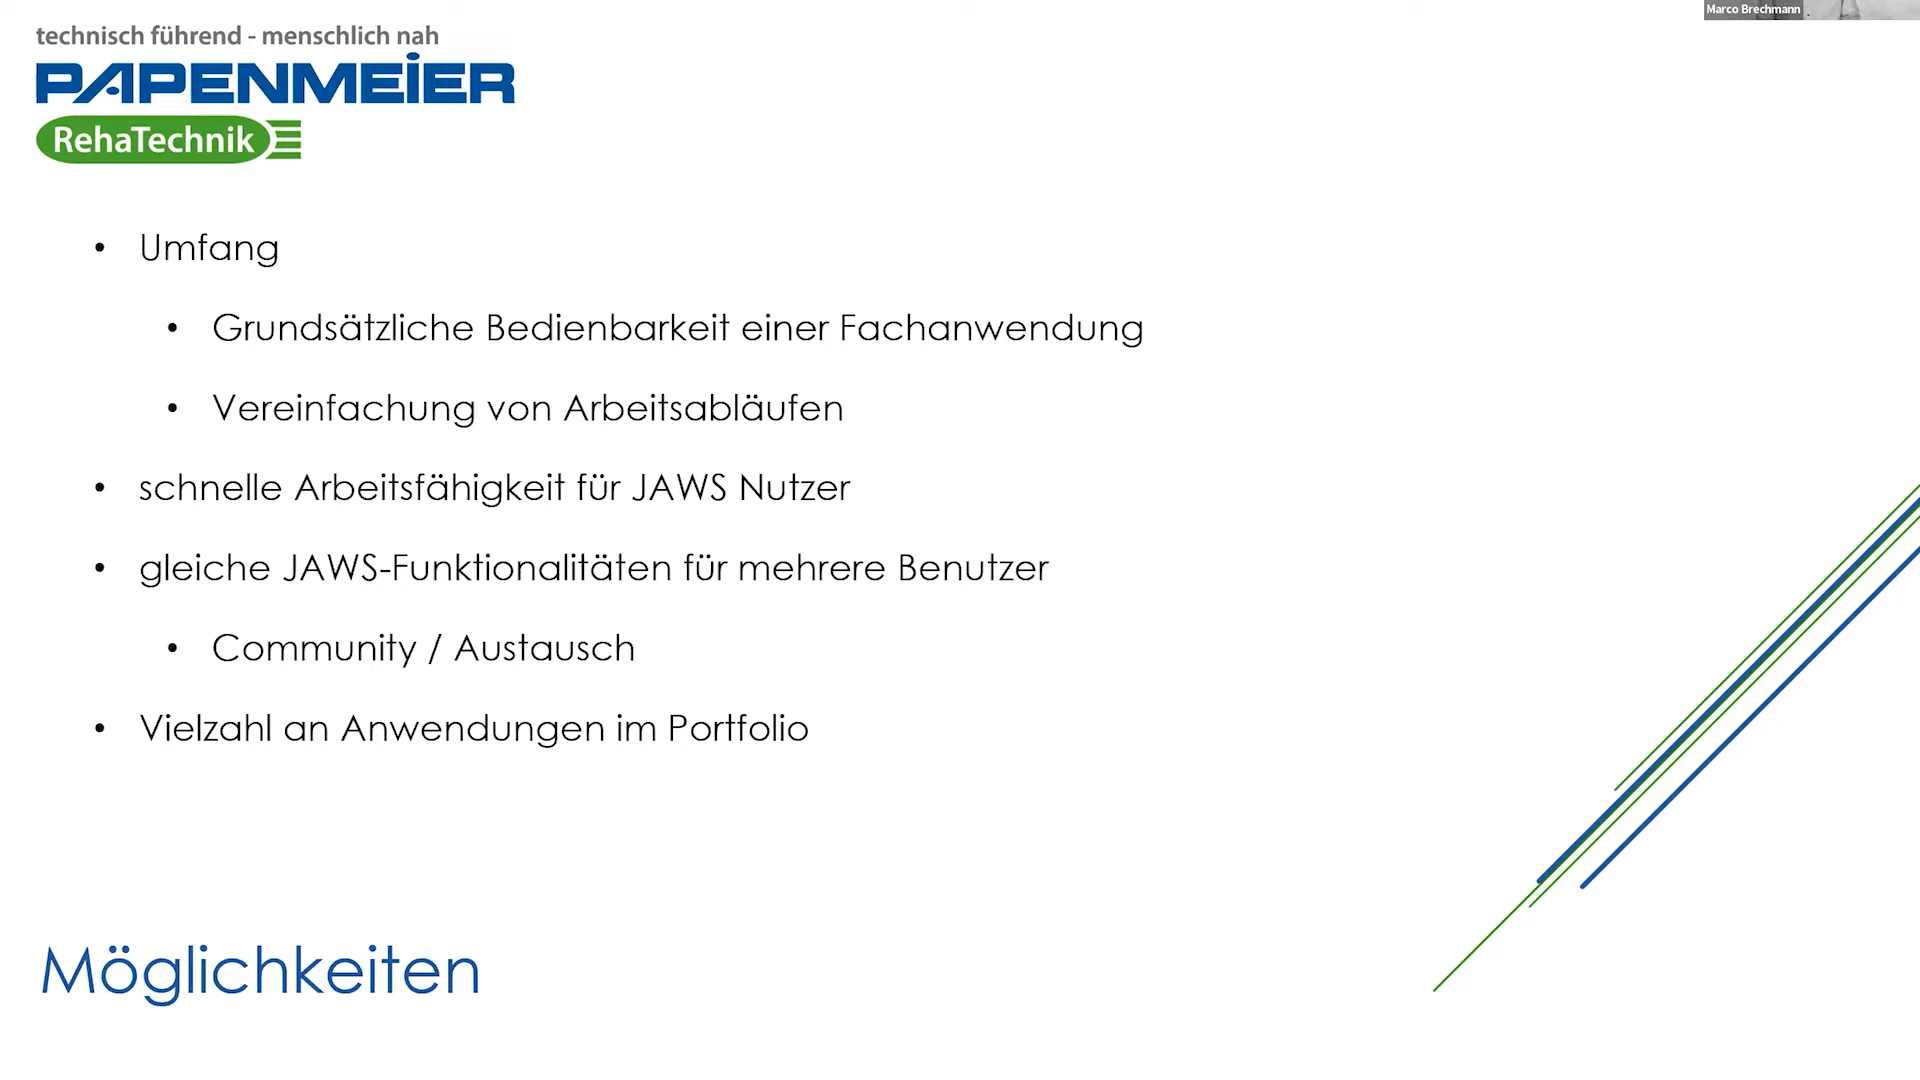 Marco Brechmann
technisch führend - menschlich nah
PAPENMEIER
RehaTechnik
• Umfang
• Grundsätzliche Bedienbarkeit einer Fachanwendung
• Vereinfachung von Arbeitsabläufen
• schnelle Arbeitsfähigkeit für JAWS Nutzer
• gleiche JAWS-Funktionalitäten für mehrere Benutzer
• Community / Austausch
• Vielzahl an Anwendungen im Portfolio
Möglichkeiten